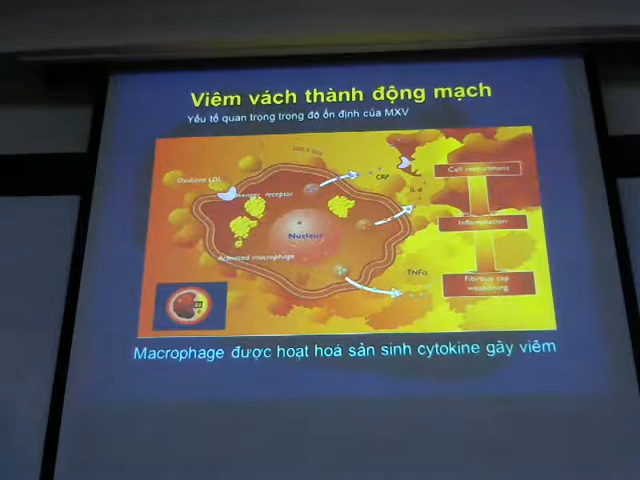 Viêm vách thành động mạch
Yếu tố quan trọng trong độ ổn định của MXV
Oxidized LDL
receptor
CRP
IL-6
Cell recruitment
Nucleus
Inflammation
Activated macrophage
TNFα
Fibrous cap
weakening
Macrophage được hoạt hoá sản sinh cytokine gây viêm